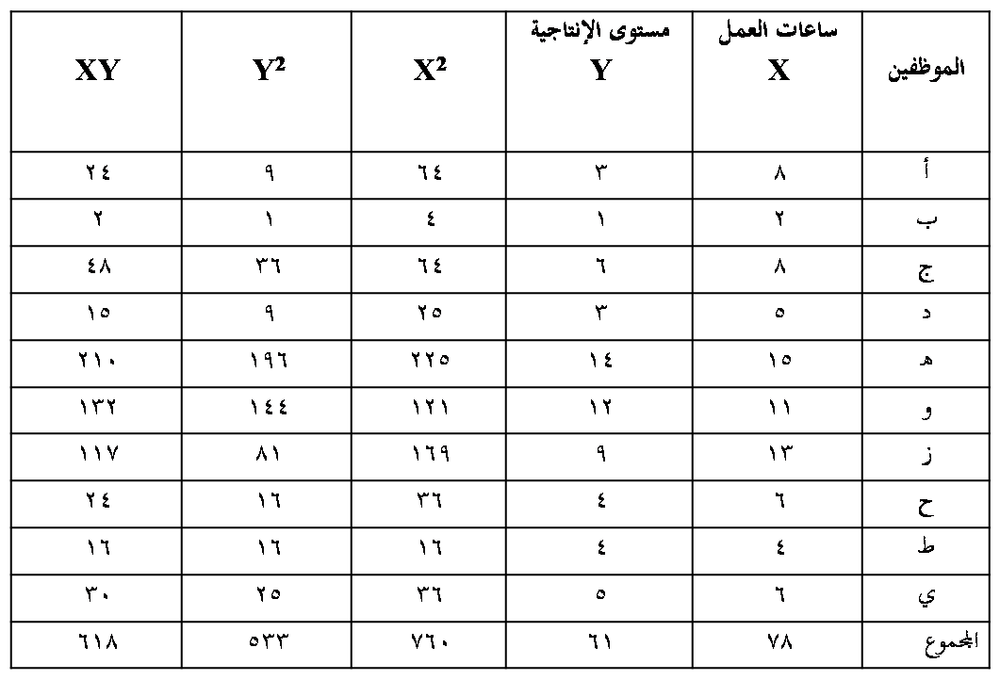 الموظفين ساعات العمل X مستوى الإنتاجية Y X² Y² XY
أ ٨ ٣ ٦٤ ٩ ٢٤
ب ٢ ١ ٤ ١ ٢
ج ٨ ٦ ٦٤ ٣٦ ٤٨
د ٥ ٣ ٢٥ ٩ ١٥
هـ ١٥ ١٤ ٢٢٥ ١٩٦ ٢١٠
و ١١ ١٢ ١٢١ ١٤٤ ١٣٢
ز ١٣ ٩ ١٦٩ ٨١ ١١٧
ح ٦ ٤ ٣٦ ١٦ ٢٤
ط ٤ ٤ ١٦ ١٦ ١٦
ي ٦ ٥ ٣٦ ٢٥ ٣٠
المجموع ٧٨ ٦١ ٧٦٠ ٥٣٣ ٦١٨